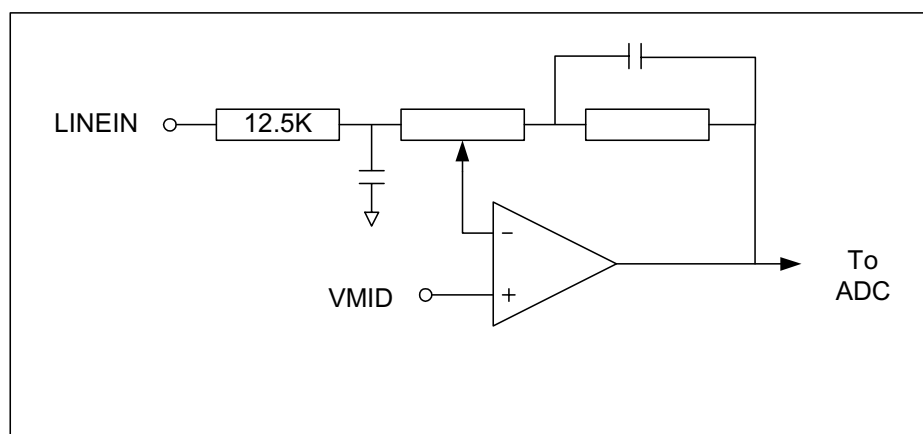 LINEIN
12.5K
-
+
VMID
To
ADC